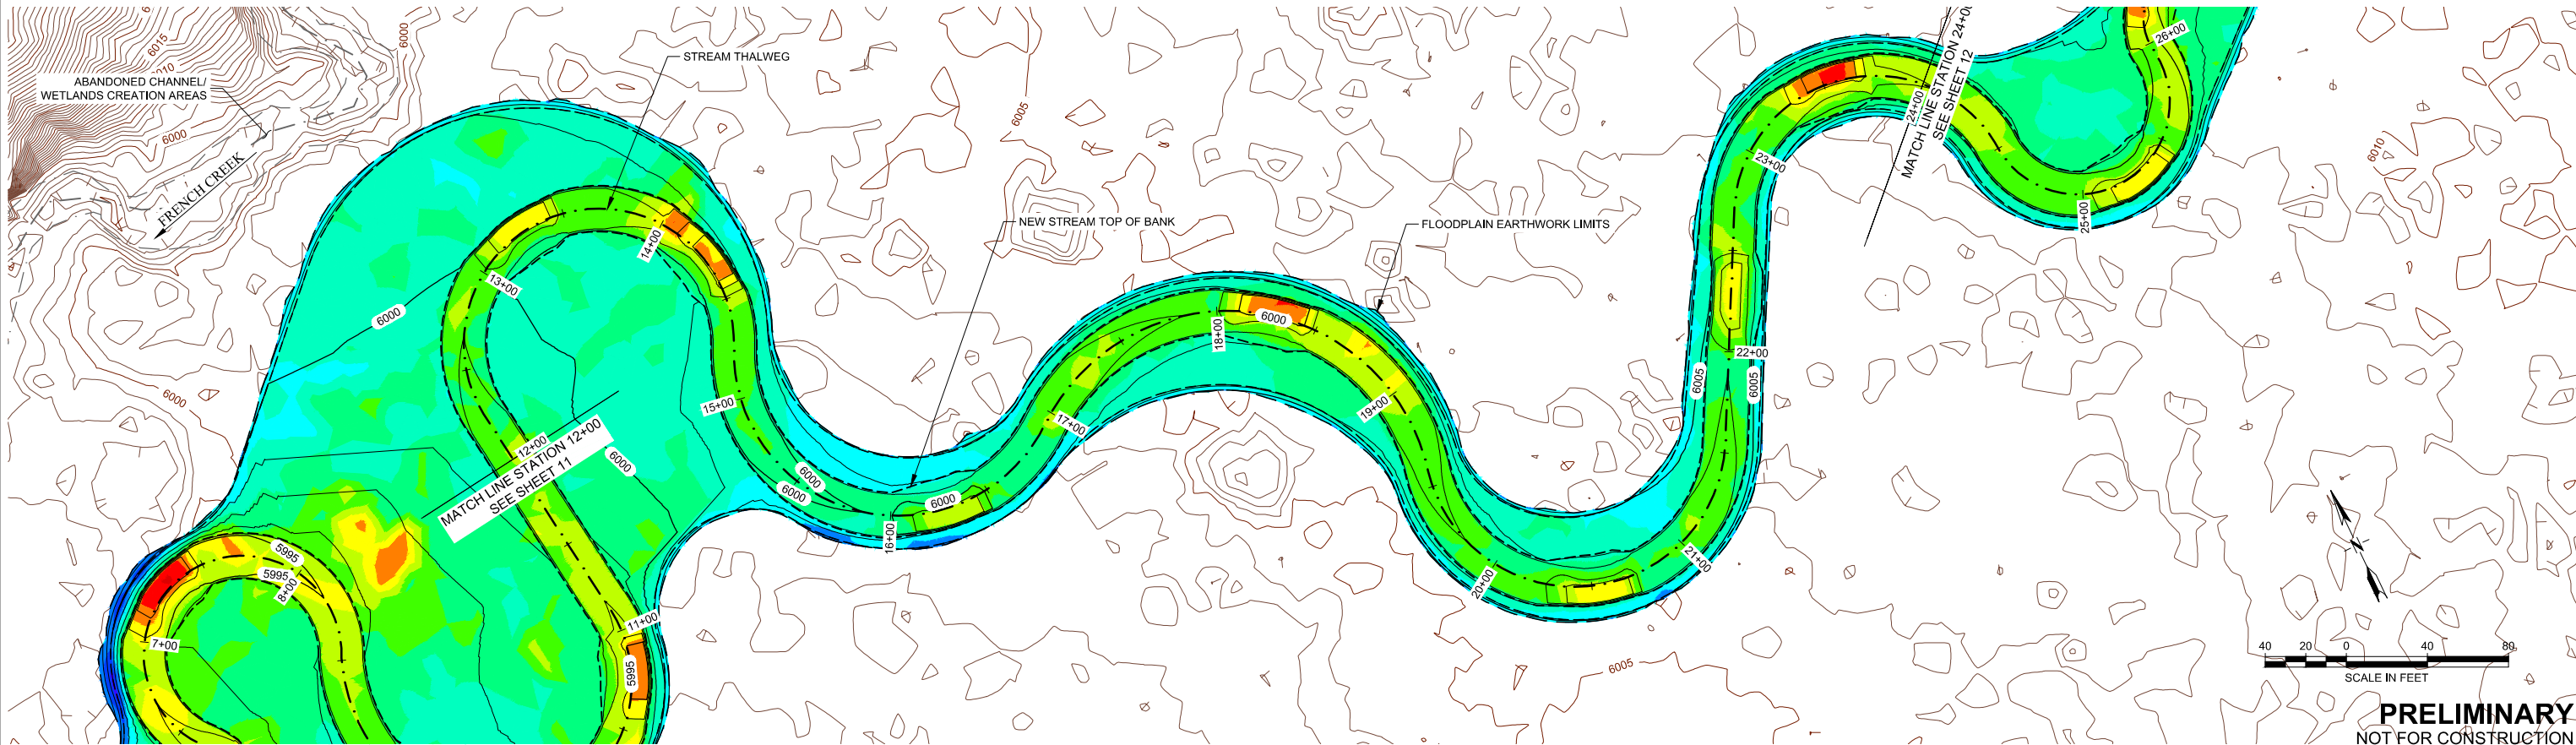 6000
6015
6010
ABANDONED CHANNEL/
WETLANDS CREATION AREAS
6000
FRENCH CREEK
6000
STREAM THALWEG
6005
NEW STREAM TOP OF BANK
FLOODPLAIN EARTHWORK LIMITS
MATCH LINE STATION 24+00
SEE SHEET 12
24+00
26+00
25+00
23+00
22+00
6005
6005
6010
14+00
13+00
6000
15+00
12+00
MATCH LINE STATION 12+00
SEE SHEET 11
6000
6000
6000
6000
16+00
17+00
18+00
6000
19+00
20+00
21+00
5995
5995
8+00
7+00
11+00
5995
6005
40 20 0 40 80
SCALE IN FEET
PRELIMINARY
NOT FOR CONSTRUCTION